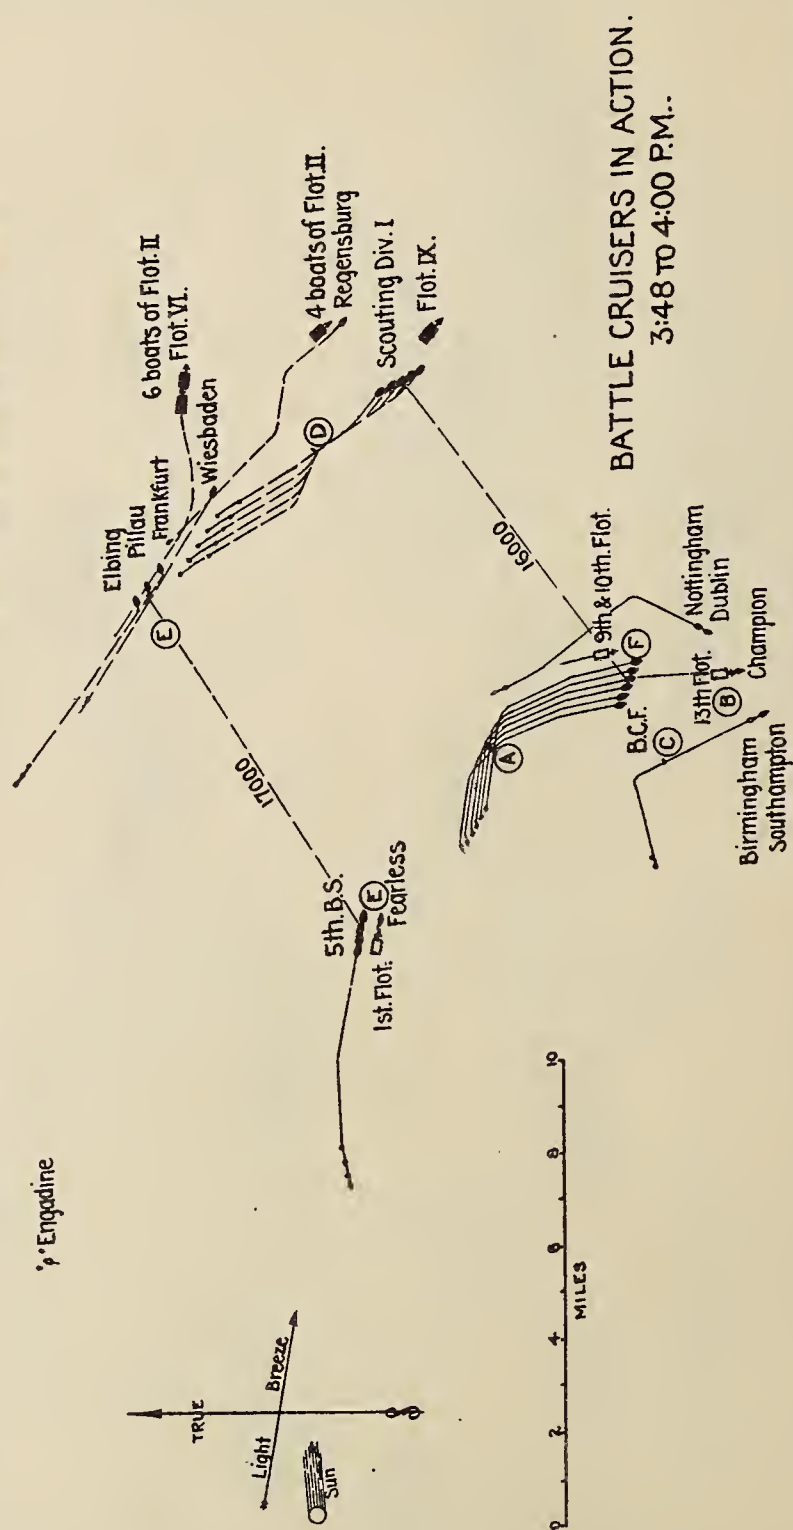 Engadine
TRUE
Light Breeze
Sun
17000
5th. B.S.
E
1st. Flot.
Fearless
Elbing
Pillau
Frankfurt
Wiesbaden
E
6 boats of Flot. II
Flot. VI.
4 boats of Flot. II.
Regensburg
D
Scouting Div. I
Flot. IX.
16000
A
9th & 10th. Flot.
F
B.C.F.
C
13th Flot.
B
Champion
Nottingham
Dublin
Birmingham
Southampton
0 2 4 6 8 10
MILES
BATTLE CRUISERS IN ACTION.
3:48 TO 4:00 P.M..